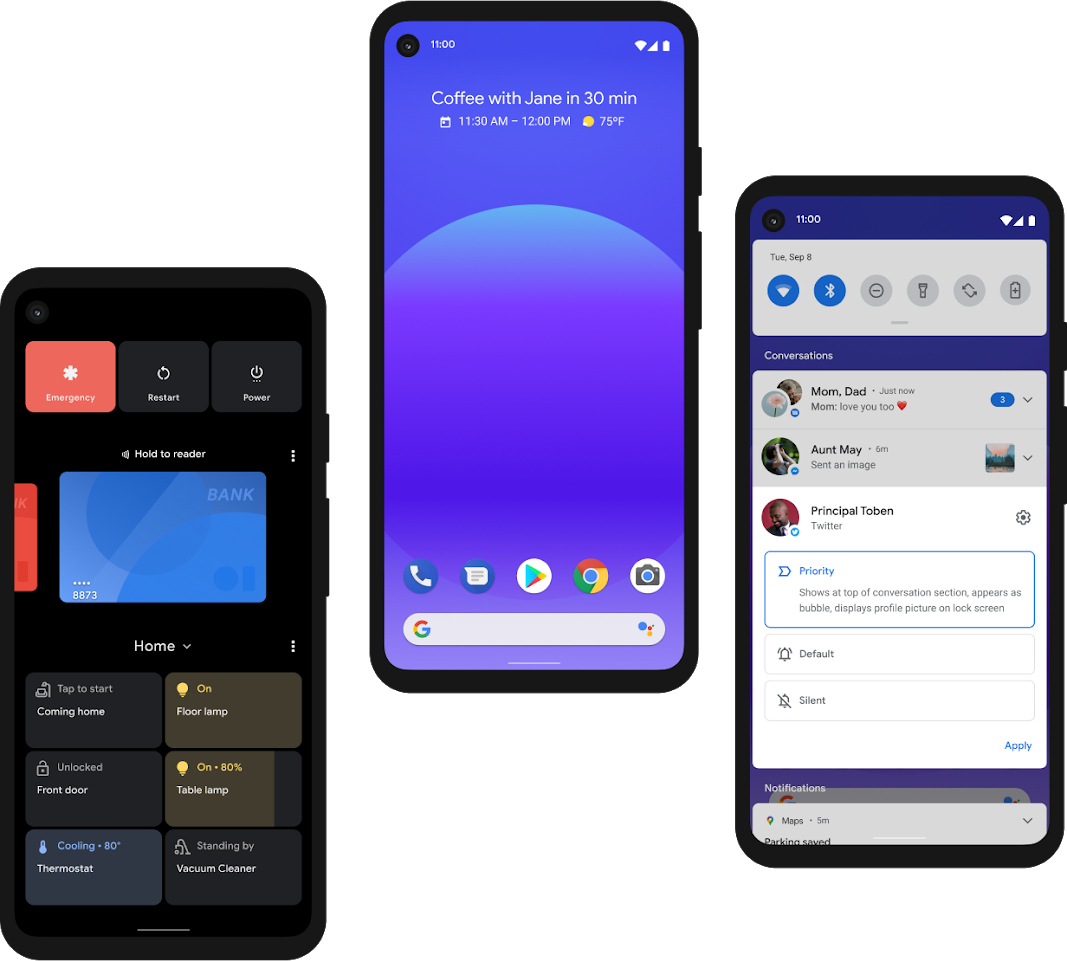 Emergency
Restart
Power
Hold to reader
BANK
•••• 
8873
Home
Tap to start
Coming home
On
Floor lamp
Unlocked
Front door
On • 80%
Table lamp
Cooling • 80°
Thermostat
Standing by
Vacuum Cleaner
11:00
Coffee with Jane in 30 min
11:30 AM – 12:00 PM 75°F
11:00
Tue, Sep 8
Conversations
Mom, Dad • Just now
Mom: love you too ❤️
3
Aunt May • 6m
Sent an image
Principal Toben
Twitter
Priority
Shows at top of conversation section, appears as
bubble, displays profile picture on lock screen
Default
Silent
Apply
Notifications
Maps • 5m
Parking saved